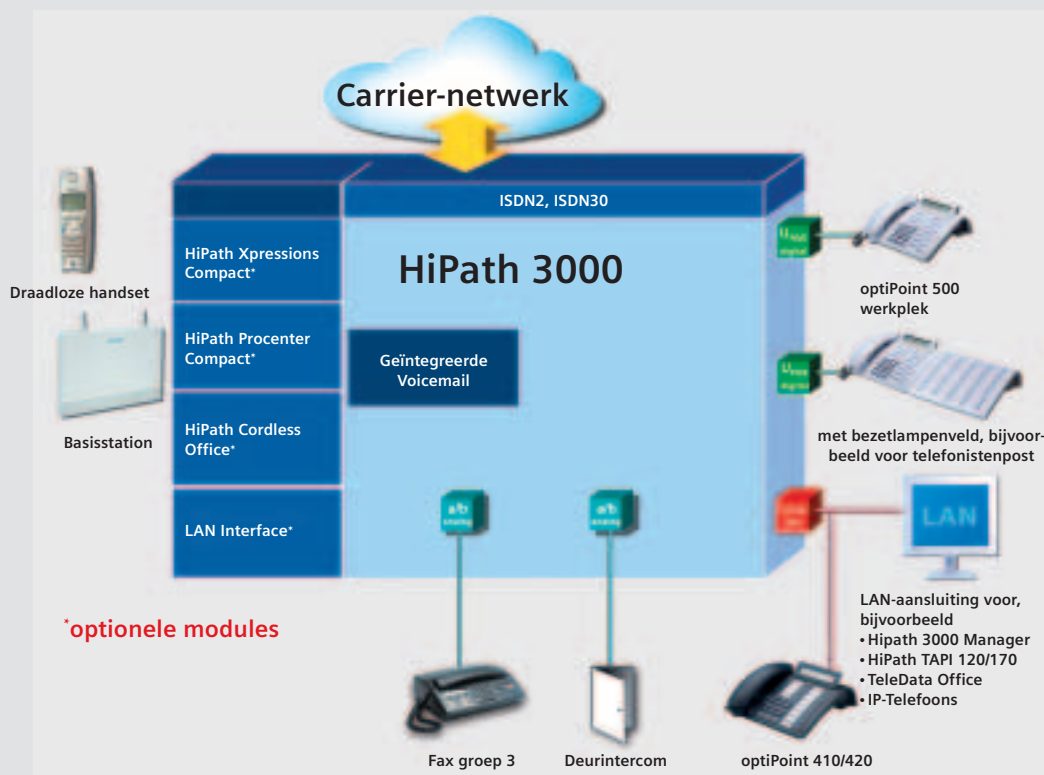 Carrier-netwerk
ISDN2, ISDN30
HiPath Xpressions
Compact*
HiPath 3000
Draadloze handset
optiPoint 500
werkplek
HiPath Procenter
Compact*
Geïntegreerde
Voicemail
Basisstation
HiPath Cordless
Office*
met bezetlampenveld, bijvoor-
beeld voor telefonistenpost
LAN Interface*
a/b
analog
a/b
analog
LAN
*optionele modules
LAN-aansluiting voor,
bijvoorbeeld
• Hipath 3000 Manager
• HiPath TAPI 120/170
• TeleData Office
• IP-Telefoons
Fax groep 3
Deurintercom
optiPoint 410/420